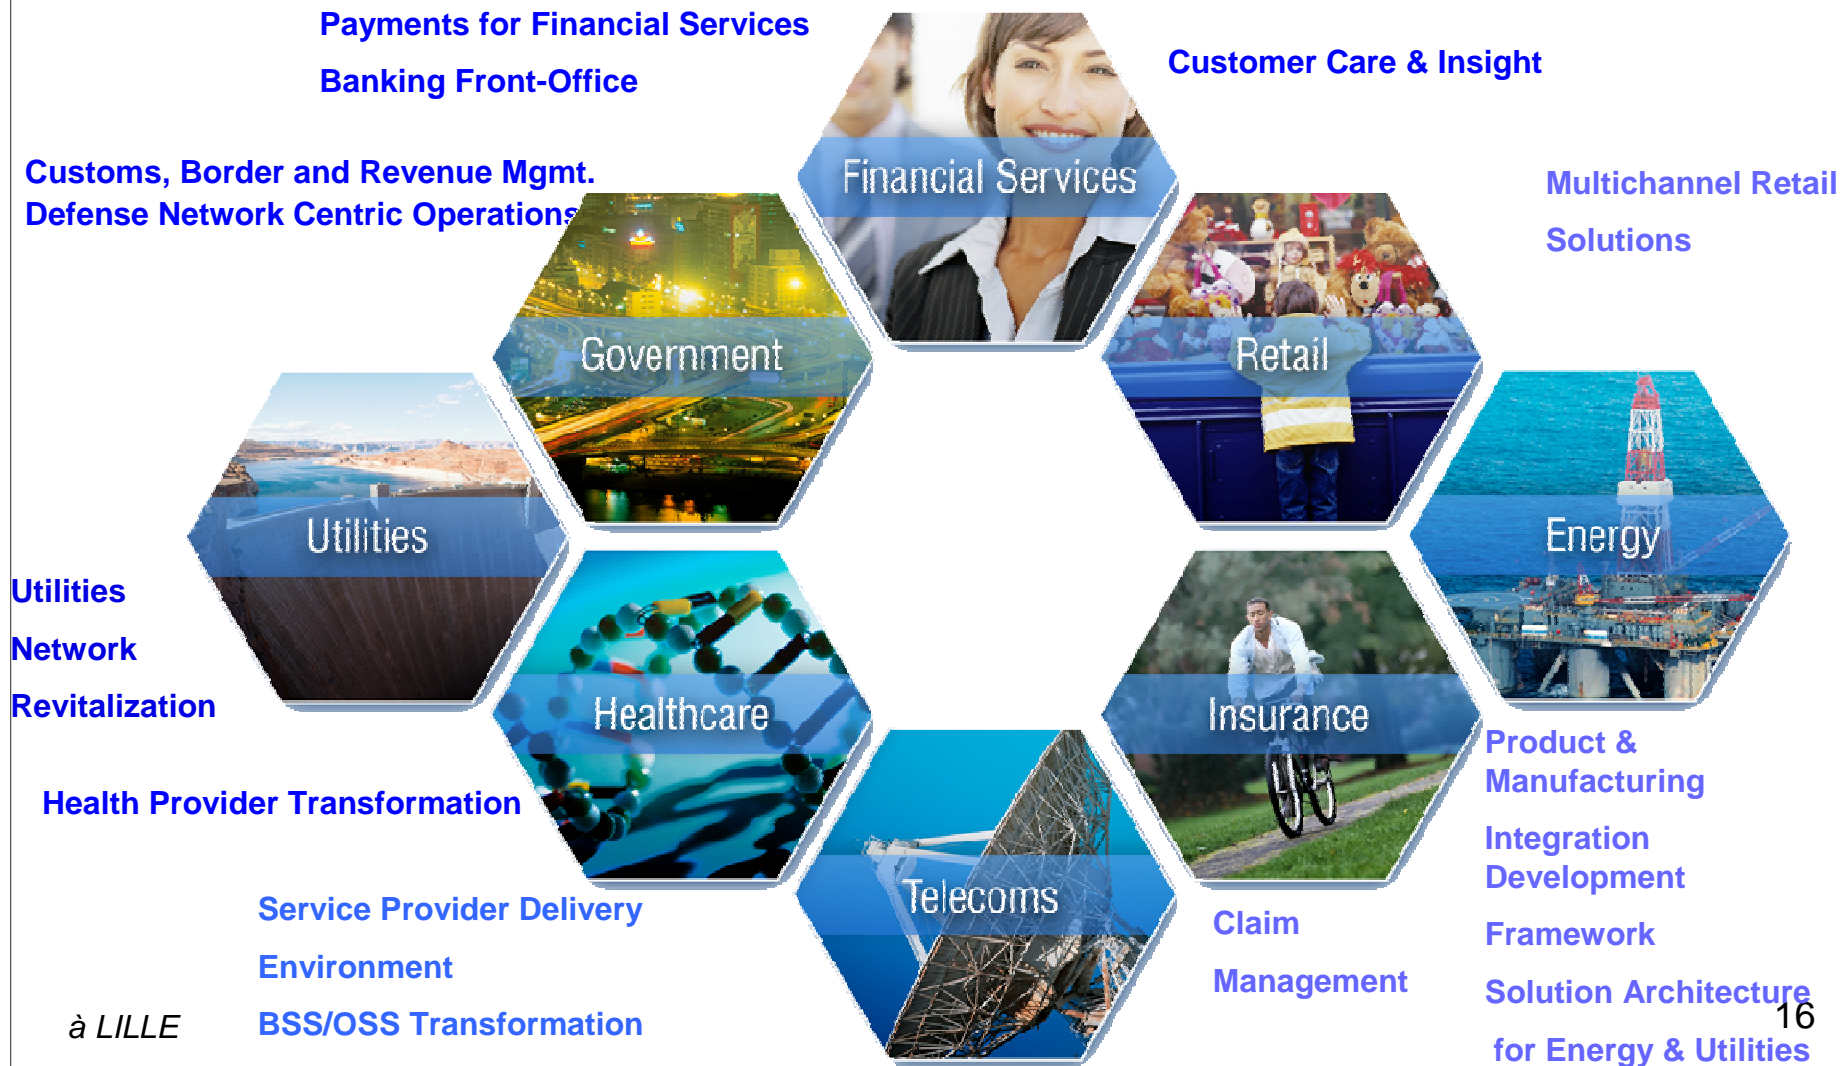 Payments for Financial Services
Banking Front-Office
Customer Care & Insight
Customs, Border and Revenue Mgmt.
Defense Network Centric Operations
Financial Services
Multichannel Retail
Solutions
Government
Retail
Utilities
Energy
Utilities
Network
Revitalization
Healthcare
Insurance
Health Provider Transformation
Product &
Manufacturing
Integration
Development
Framework
Solution Architecture
for Energy & Utilities
Telecoms
Service Provider Delivery
Environment
BSS/OSS Transformation
Claim
Management
à LILLE
16